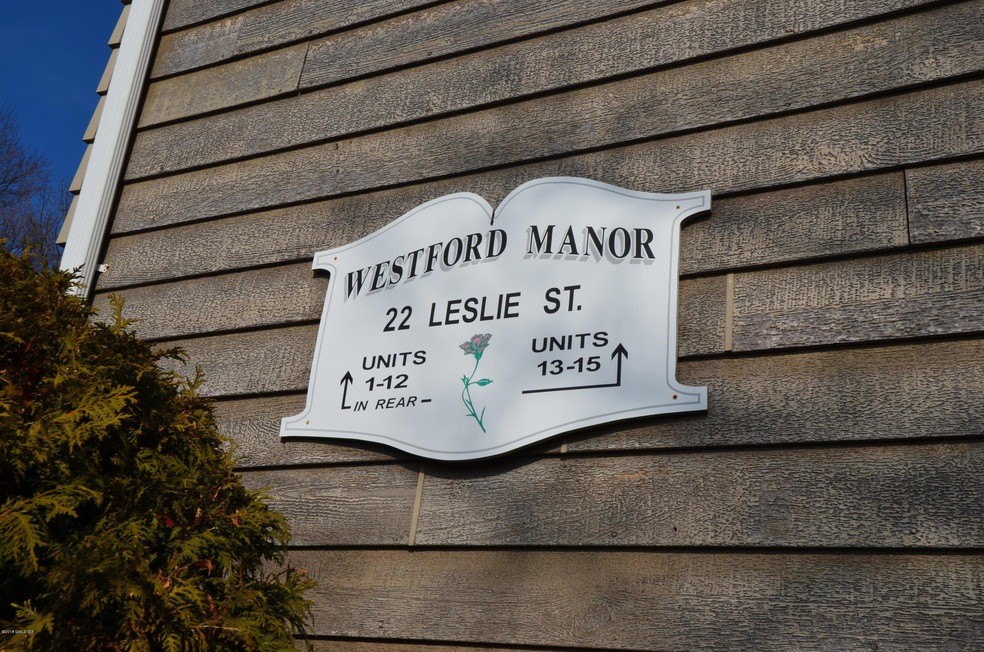 WESTFORD MANOR
22 LESLIE ST.
UNITS
1-12
IN REAR
UNITS
13-15